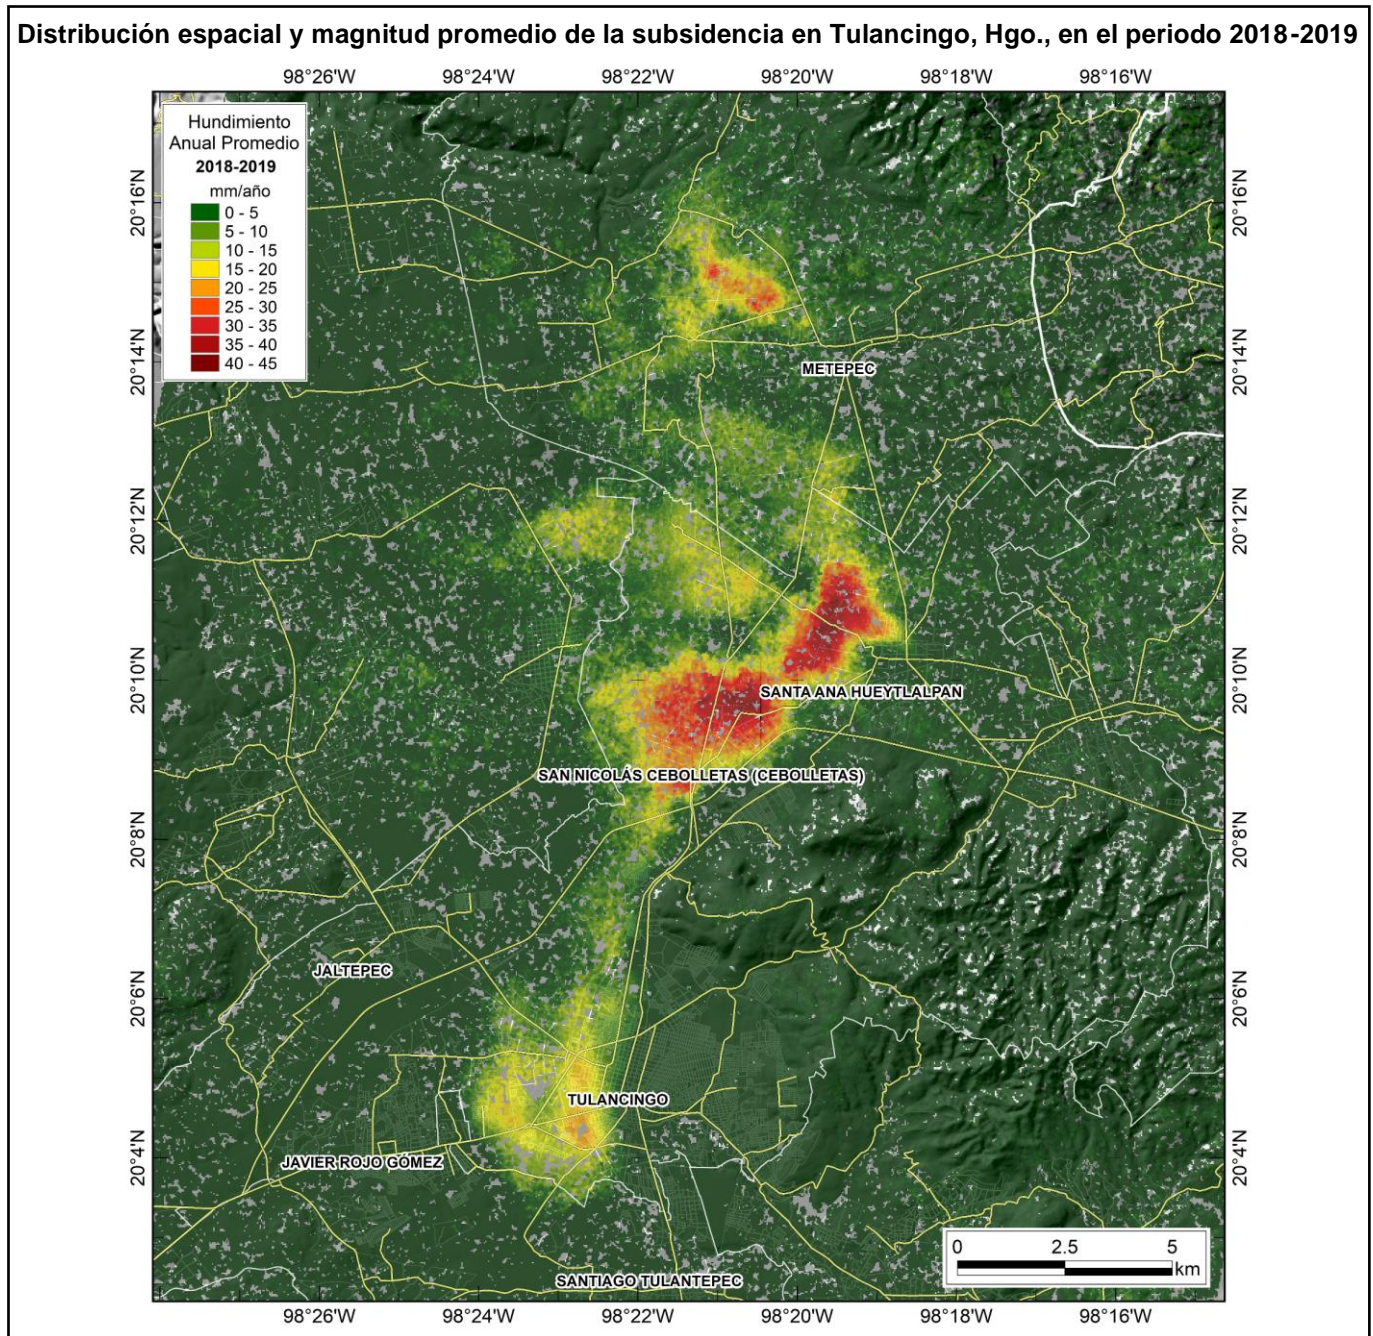 Distribución espacial y magnitud promedio de la subsidencia en Tulancingo, Hgo., en el periodo 2018-2019
98°26'W 98°24'W 98°22'W 98°20'W 98°18'W 98°16'W
Hundimiento
Anual Promedio
2018-2019
mm/año
0 - 5
5 - 10
10 - 15
15 - 20
20 - 25
25 - 30
30 - 35
35 - 40
40 - 45
20°16'N 20°16'N
20°14'N 20°14'N
METEPEC
20°12'N 20°12'N
20°10'N 20°10'N
SANTA ANA HUEYTLALPAN
SAN NICOLÁS CEBOLLETAS (CEBOLLETAS)
20°8'N 20°8'N
JALTEPEC
20°6'N 20°6'N
TULANCINGO
20°4'N 20°4'N
JAVIER ROJO GÓMEZ
0 2.5 5
km
SANTIAGO TULANTEPEC
98°26'W 98°24'W 98°22'W 98°20'W 98°18'W 98°16'W